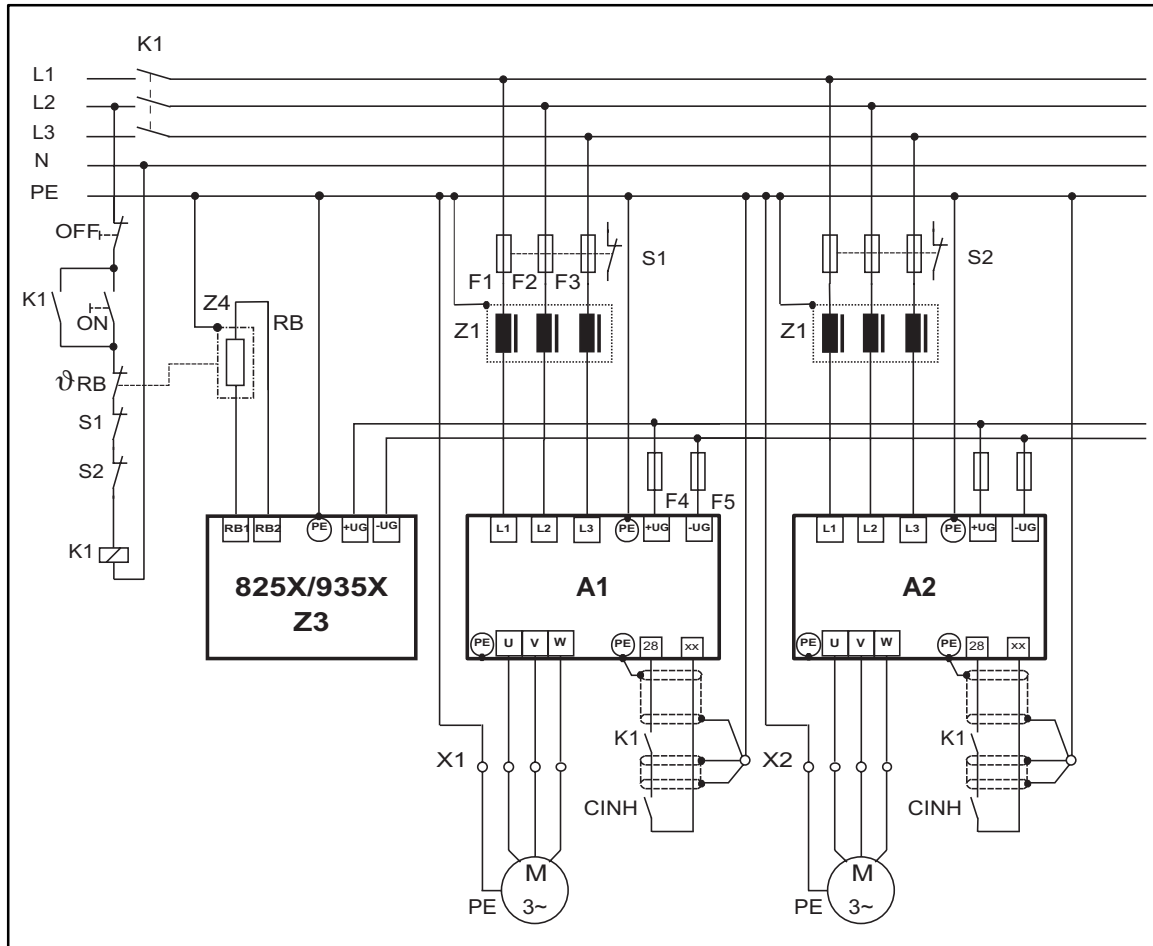 K1
L1
L2
L3
N
PE
OFF
K1
ON
ϑ RB
S1
S2
K1
Z4
RB
F1 F2 F3
S1
Z1
S2
Z1
F4 F5
RB1 RB2 PE +UG -UG
825X/935X
Z3
L1 L2 L3 PE +UG -UG
A1
PE U V W PE 28 xx
L1 L2 L3 PE +UG -UG
A2
PE U V W PE 28 xx
X1
K1
CINH
X2
K1
CINH
PE
M
3~
PE
M
3~